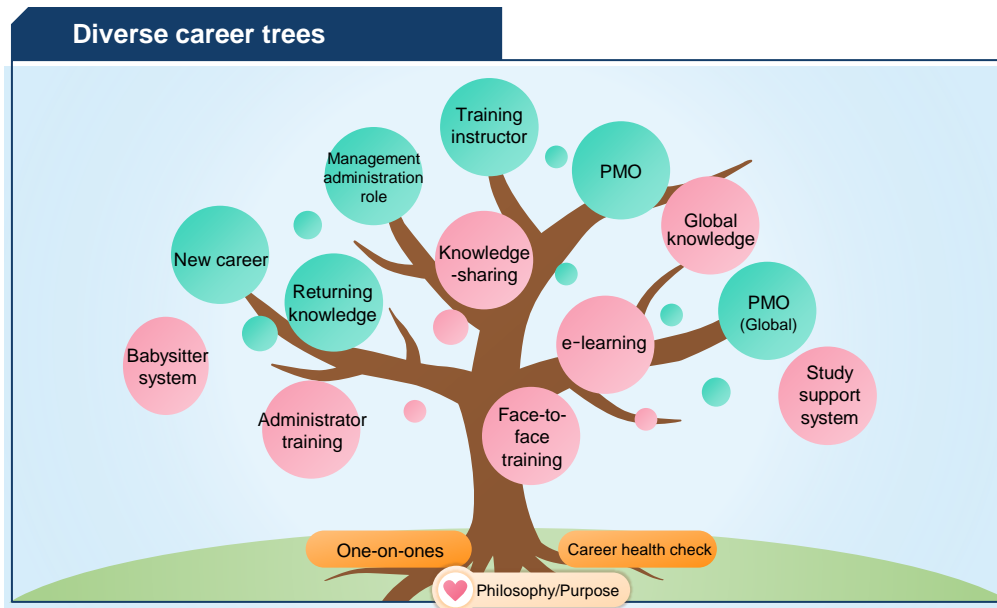 Diverse career trees
Training
instructor
Management
administration
role
PMO
Global
knowledge
New career
Knowledge
-sharing
Returning
knowledge
PMO
(Global)
e-learning
Babysitter
system
Study
support
system
Administrator
training
Face-to-
face
training
One-on-ones
Career health check
Philosophy/Purpose